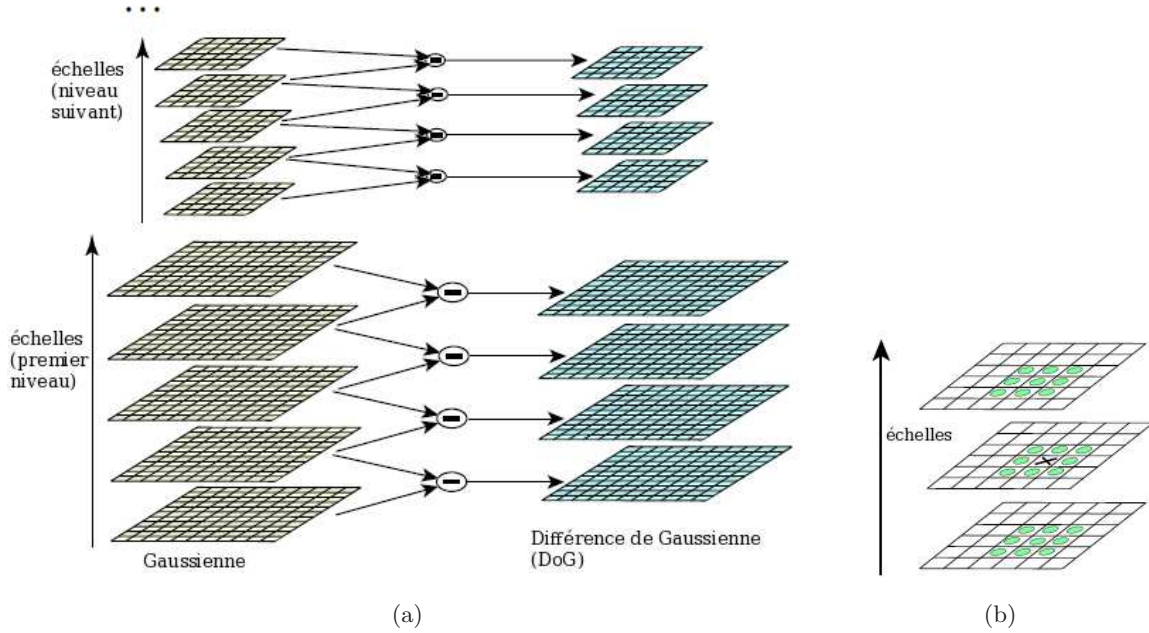 ...
échelles
(niveau
suivant)
échelles
(premier
niveau)
Gaussienne
Différence de Gaussienne
(DoG)
échelles
(a)
(b)